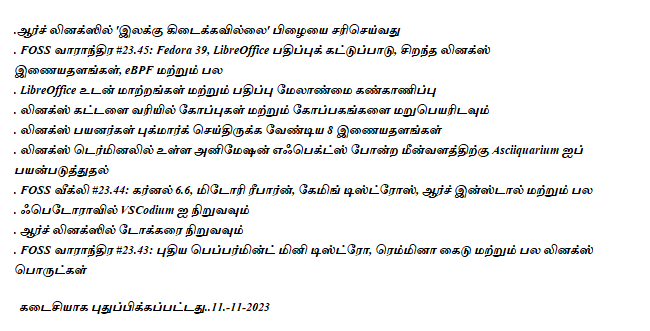 .ஆர்ச் லினக்ஸில் 'இலக்கு கிடைக்கவில்லை' பிழையை சரிசெய்வது
. FOSS வாராந்திர #23.45: Fedora 39, LibreOffice பதிப்புக் கட்டுப்பாடு, சிறந்த லினக்ஸ்
இணையதளங்கள், eBPF மற்றும் பல
. LibreOffice உடன் மாற்றங்கள் மற்றும் பதிப்பு மேலாண்மை கண்காணிப்பு
. லினக்ஸ் கட்டளை வரியில் கோப்புகள் மற்றும் கோப்பகங்களை மறுபெயரிடவும்
. லினக்ஸ் பயனர்கள் புக்மார்க் செய்திருக்க வேண்டிய 8 இணையதளங்கள்
. லினக்ஸ் டெர்மினலில் உள்ள அனிமேஷன் எஃபெக்ட்ஸ் போன்ற மீன்வளத்திற்கு Asciiquarium ஐப்
பயன்படுத்துதல்
. FOSS வீக்லி #23.44: கர்னல் 6.6, மிடோரி ரீபார்ன், கேமிங் டிஸ்ட்ரோஸ், ஆர்ச் இன்ஸ்டால் மற்றும் பல
. ஃபெடோராவில் VSCodium ஐ நிறுவவும்
. ஆர்ச் லினக்ஸில் டோக்கரை நிறுவவும்
. FOSS வாராந்திர #23.43: புதிய பெப்பர்மின்ட் மினி டிஸ்ட்ரோ, ரெம்மினா கைடு மற்றும் பல லினக்ஸ்
பொருட்கள்
கடைசியாக புதுப்பிக்கப்பட்டது..11.-11-2023